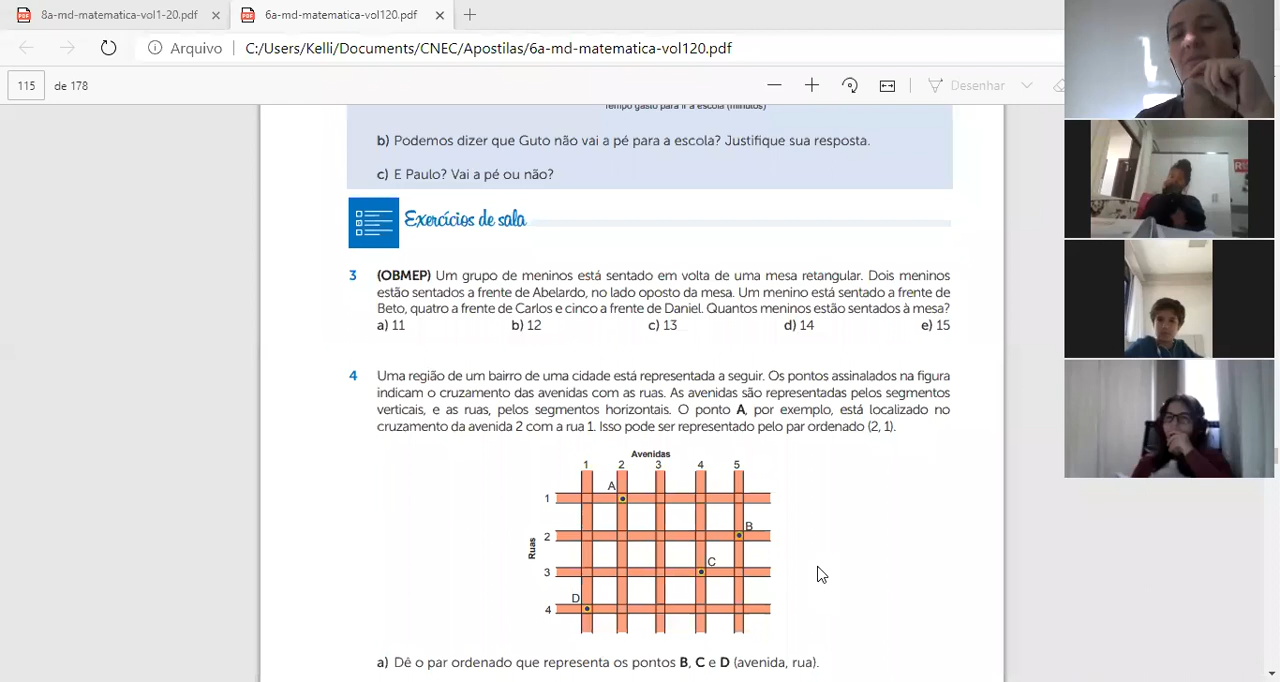 8a-md-matematica-vol1-20.pdf
6a-md-matematica-vol120.pdf
Arquivo
C:/Users/Kelli/Documents/CNEC/Apostilas/6a-md-matematica-vol120.pdf
115 de 178
Desenhar
Tempo gasto para ir à escola (minutos)
b) Podemos dizer que Guto não vai a pé para a escola? Justifique sua resposta.
c) E Paulo? Vai a pé ou não?
Exercícios de sala
3 (OBMEP) Um grupo de meninos está sentado em volta de uma mesa retangular. Dois meninos
estão sentados a frente de Abelardo, no lado oposto da mesa. Um menino está sentado a frente de
Beto, quatro a frente de Carlos e cinco a frente de Daniel. Quantos meninos estão sentados à mesa?
a) 11 b) 12 c) 13 d) 14 e) 15
4 Uma região de um bairro de uma cidade está representada a seguir. Os pontos assinalados na figura
indicam o cruzamento das avenidas com as ruas. As avenidas são representadas pelos segmentos
verticais, e as ruas, pelos segmentos horizontais. O ponto A, por exemplo, está localizado no
cruzamento da avenida 2 com a rua 1. Isso pode ser representado pelo par ordenado (2, 1).
Avenidas
1 2 3 4 5
A
1
B
2
Ruas
C
3
D
4
a) Dê o par ordenado que representa os pontos B, C e D (avenida, rua).